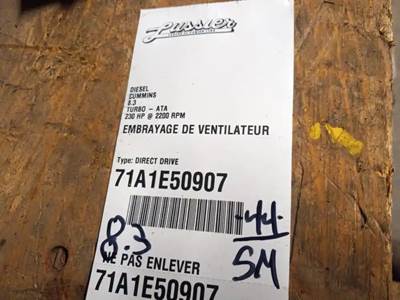 Lussier
DIESEL
CUMMINS
8.3
TURBO - ATA
230 HP @ 2200 RPM
EMBRAYAGE DE VENTILATEUR
Type: DIRECT DRIVE
71A1E50907
8.3
-44-
SM
NE PAS ENLEVER
71A1E50907